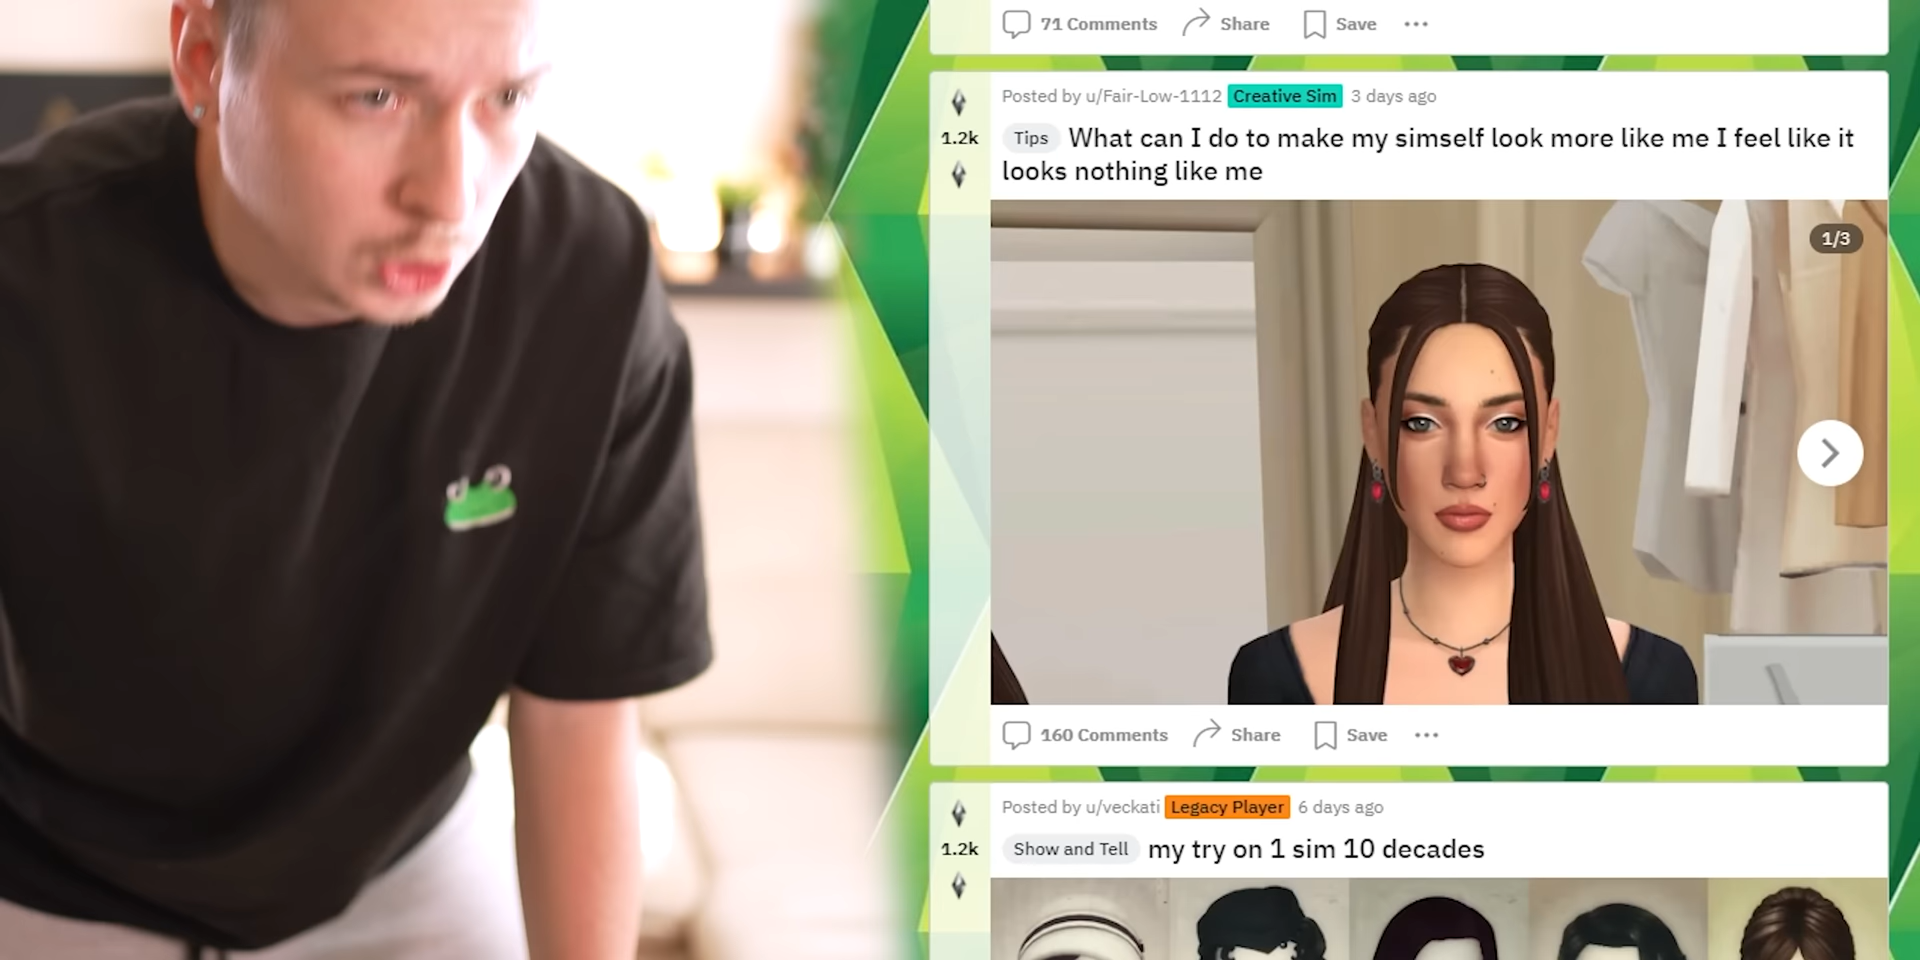 71 Comments Share Save
Posted by u/Fair-Low-1112 Creative Sim 3 days ago
1.2k
Tips What can I do to make my simself look more like me I feel like it
looks nothing like me
1/3
160 Comments Share Save
Posted by u/veckati Legacy Player 6 days ago
1.2k
Show and Tell my try on 1 sim 10 decades